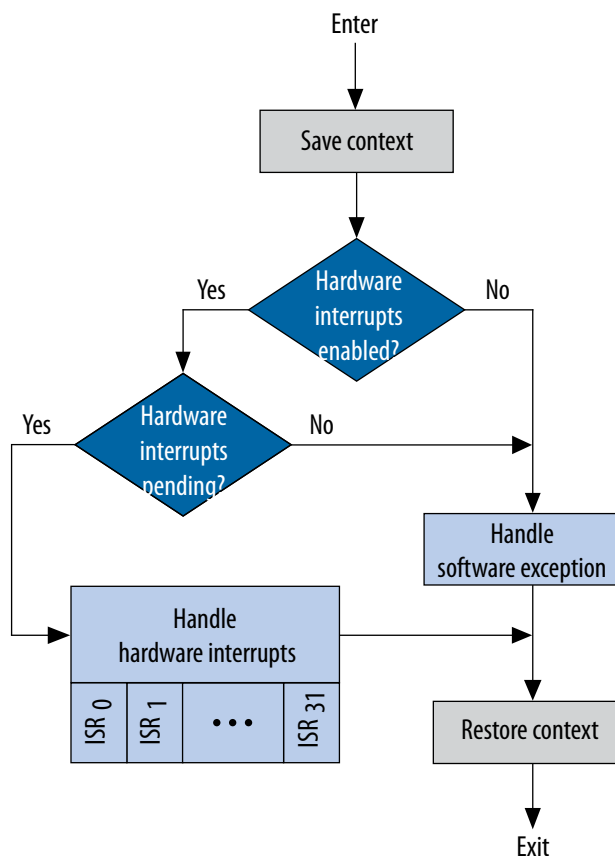 Enter
Save context
Hardware
interrupts
enabled?
Yes
No
Hardware
interrupts
pending?
Yes
No
Handle
software exception
Handle
hardware interrupts
ISR 0
ISR 1
•••
ISR 31
Restore context
Exit